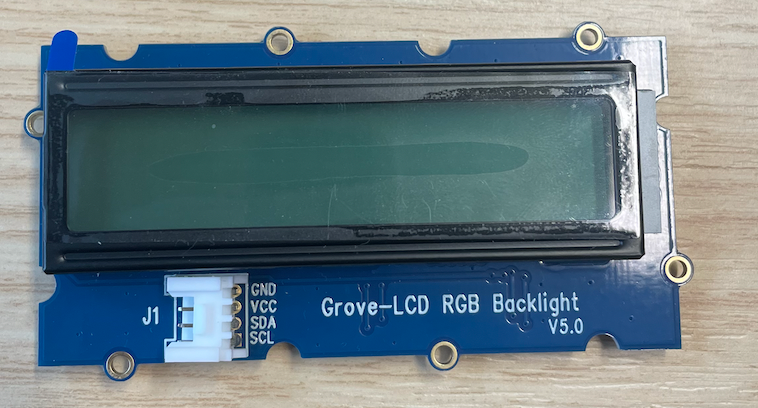 GND
VCC
J1
SDA
SCL
Grove-LCD RGB Backlight
V5.0